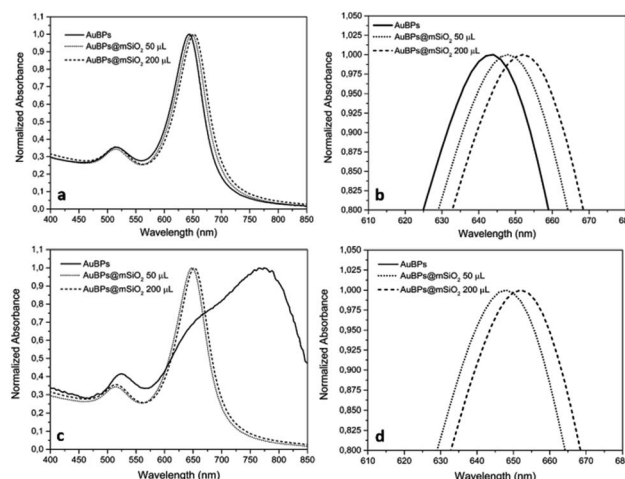 AuBPs
AuBPs@mSiO₂ 50 μL
AuBPs@mSiO₂ 200 μL
Normalized Absorbance
1,1
1,0
0,9
0,8
0,7
0,6
0,5
0,4
0,3
0,2
0,1
0,0
a
400 450 500 550 600 650 700 750 800 850
Wavelength (nm)
AuBPs
AuBPs@mSiO₂ 50 μL
AuBPs@mSiO₂ 200 μL
Normalized Absorbance
1,050
1,025
1,000
0,975
0,950
0,925
0,900
0,875
0,850
0,825
0,800
b
610 620 630 640 650 660 670 68
Wavelength (nm)
AuBPs
AuBPs@mSiO₂ 50 μL
AuBPs@mSiO₂ 200 μL
Normalized Absorbance
1,1
1,0
0,9
0,8
0,7
0,6
0,5
0,4
0,3
0,2
0,1
0,0
c
400 450 500 550 600 650 700 750 800 850
Wavelength (nm)
AuBPs
AuBPs@mSiO₂ 50 μL
AuBPs@mSiO₂ 200 μL
Normalized Absorbance
1,050
1,025
1,000
0,975
0,950
0,925
0,900
0,875
0,850
0,825
0,800
d
610 620 630 640 650 660 670 68
Wavelength (nm)